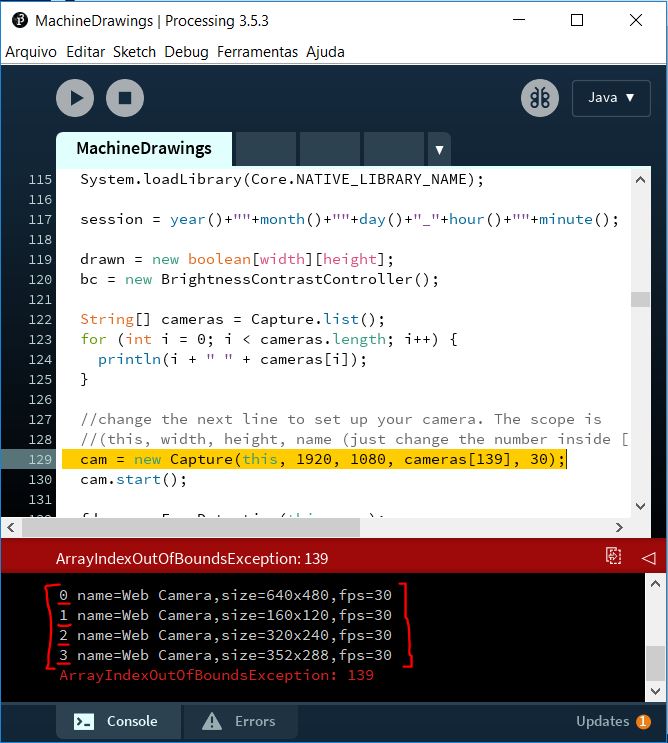 MachineDrawings | Processing 3.5.3
Arquivo Editar Sketch Debug Ferramentas Ajuda
Java ▼
MachineDrawings ▼
115 System.loadLibrary(Core.NATIVE_LIBRARY_NAME);
116
117 session = year()+""+month()+""+day()+"_"+hour()+""+minute();
118
119 drawn = new boolean[width][height];
120 bc = new BrightnessContrastController();
121
122 String[] cameras = Capture.list();
123 for (int i = 0; i < cameras.length; i++) {
124 println(i + " " + cameras[i]);
125 }
126
127 //change the next line to set up your camera. The scope is
128 //(this, width, height, name (just change the number inside [
129 cam = new Capture(this, 1920, 1080, cameras[139], 30);
130 cam.start();
131
ArrayIndexOutOfBoundsException: 139
0 name=Web Camera,size=640x480,fps=30
1 name=Web Camera,size=160x120,fps=30
2 name=Web Camera,size=320x240,fps=30
3 name=Web Camera,size=352x288,fps=30
ArrayIndexOutOfBoundsException: 139
Console Errors Updates 1